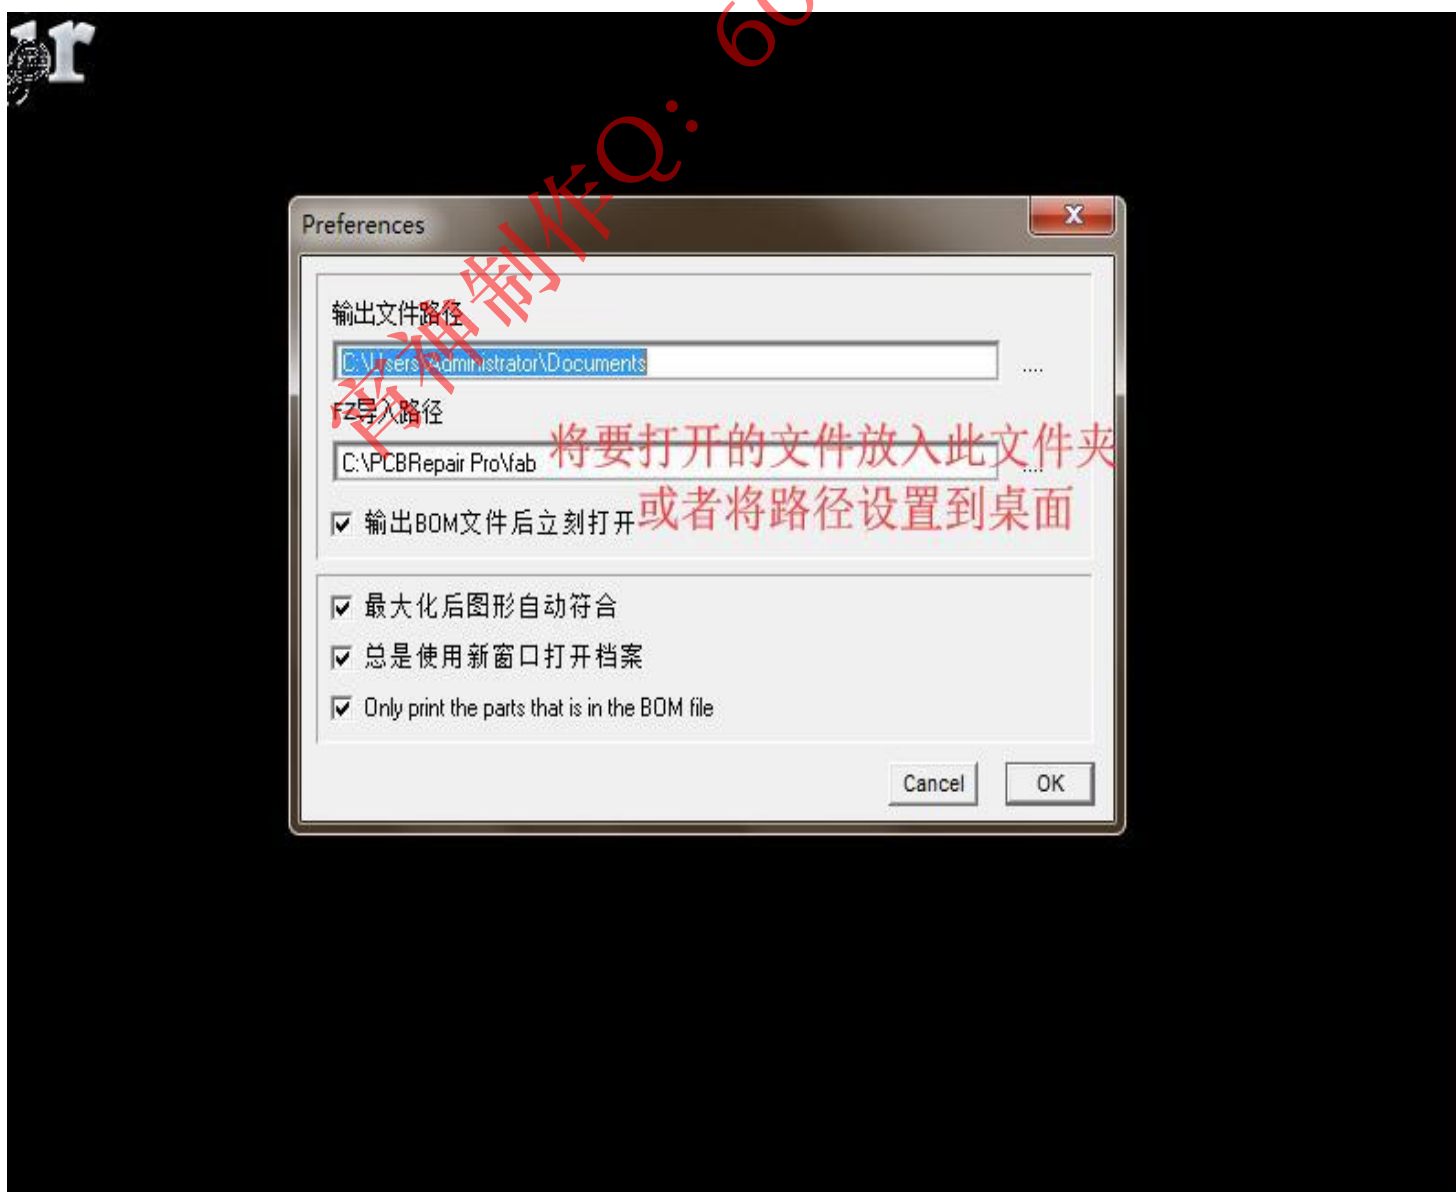 r
宵神制作Q: 60
Preferences
X
输出文件路径
C:\Users\Administrator\Documents
....
FZ导入路径
C:\PCBRepair Pro\fab
....
将要打开的文件放入此文件夹
或者将路径设置到桌面
输出BOM文件后立刻打开
最大化后图形自动符合
总是使用新窗口打开档案
Only print the parts that is in the BOM file
Cancel
OK